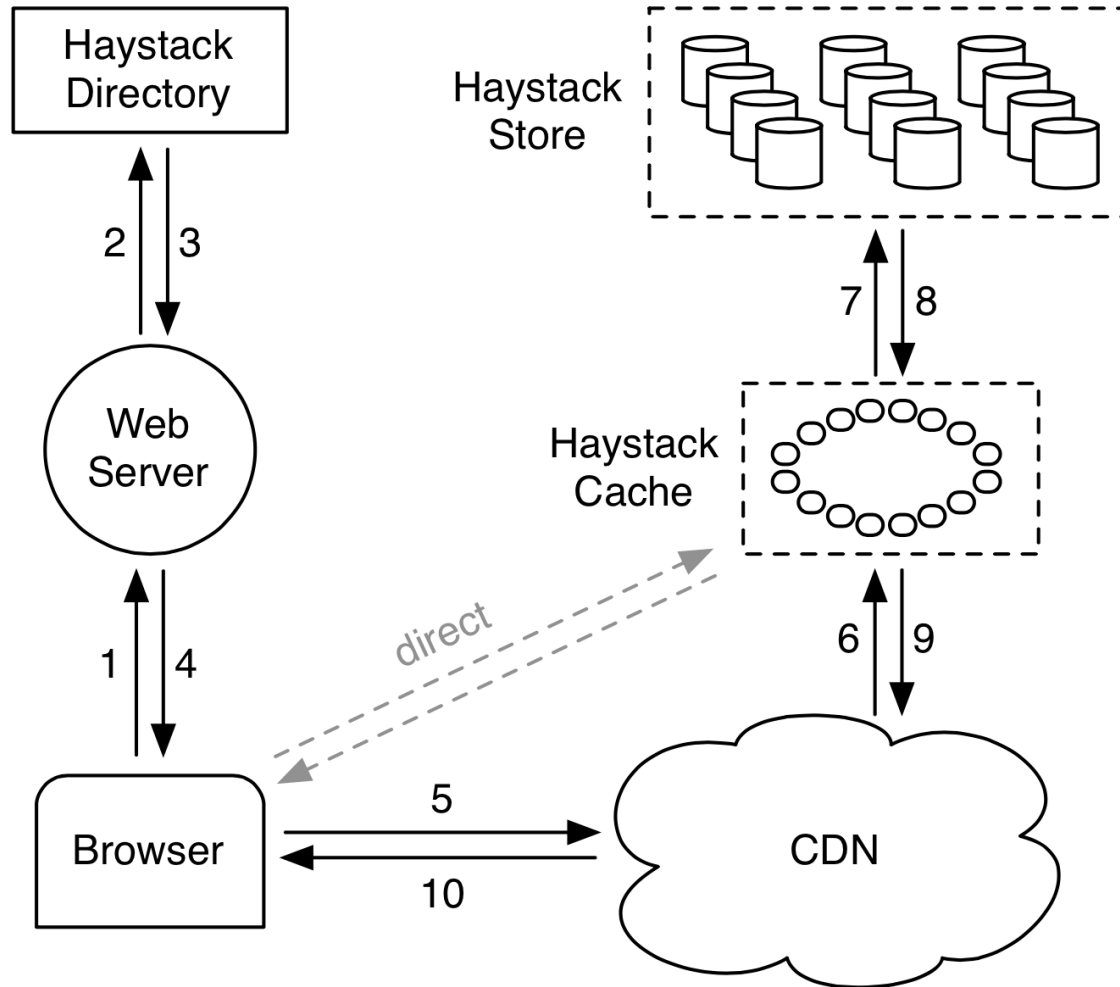 Haystack
Directory
Haystack
Store
2
3
7
8
Web
Server
Haystack
Cache
direct
1
4
6
9
5
Browser
CDN
10